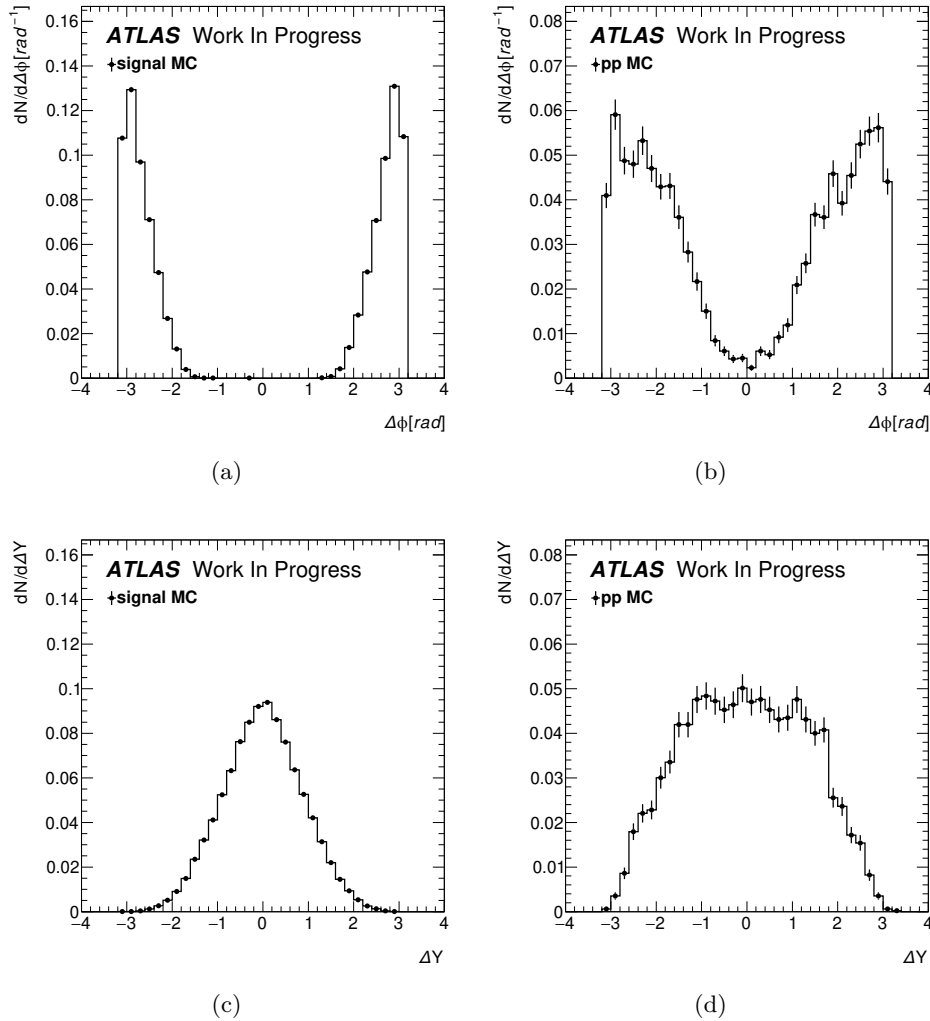 dN/dΔϕ[rad⁻¹]
0.16
0.14
0.12
0.1
0.08
0.06
0.04
0.02
0
ATLAS Work In Progress
signal MC
−4 −3 −2 −1 0 1 2 3 4
Δϕ[rad]
(a)
dN/dΔϕ[rad⁻¹]
0.08
0.07
0.06
0.05
0.04
0.03
0.02
0.01
0
ATLAS Work In Progress
pp MC
−4 −3 −2 −1 0 1 2 3 4
Δϕ[rad]
(b)
dN/dΔY
0.16
0.14
0.12
0.1
0.08
0.06
0.04
0.02
0
ATLAS Work In Progress
signal MC
−4 −3 −2 −1 0 1 2 3 4
ΔY
(c)
dN/dΔY
0.08
0.07
0.06
0.05
0.04
0.03
0.02
0.01
0
ATLAS Work In Progress
pp MC
−4 −3 −2 −1 0 1 2 3 4
ΔY
(d)